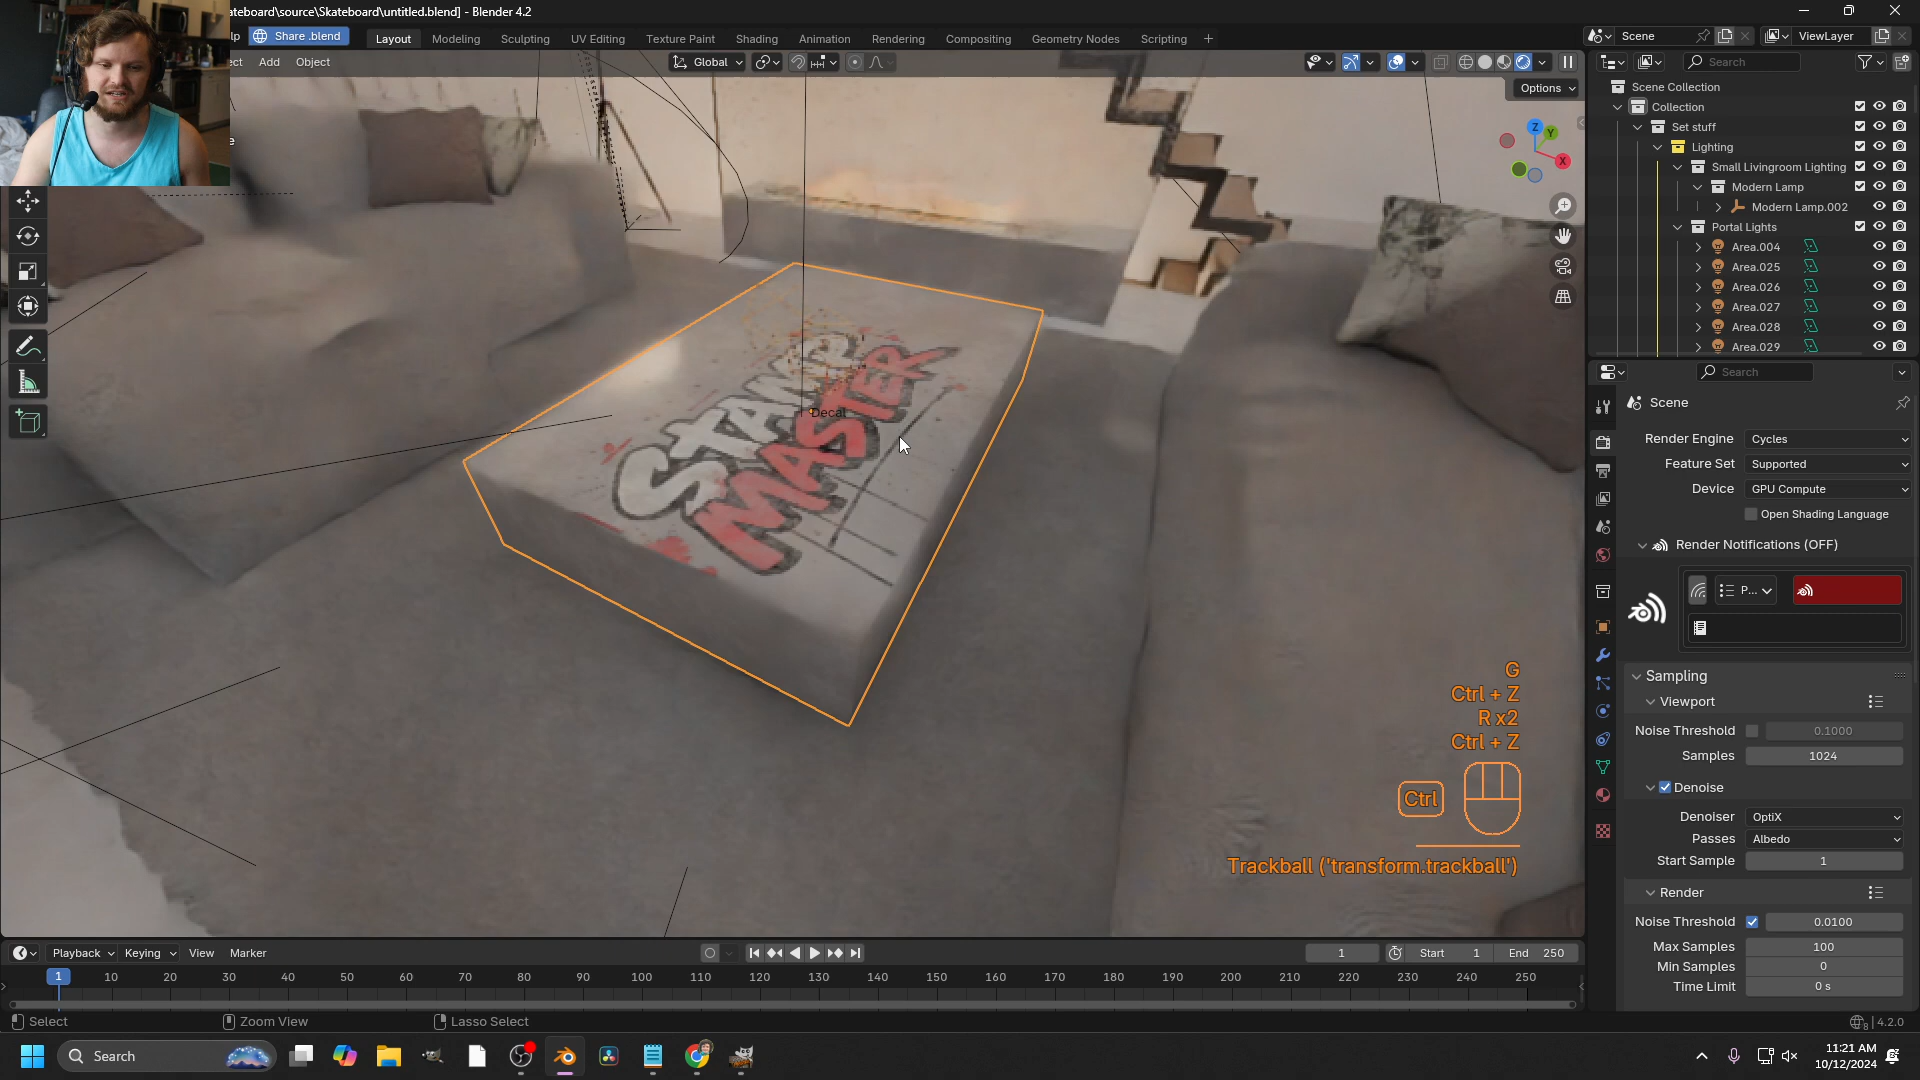 ateboard\source\Skateboard\untitled.blend] - Blender 4.2
lp
Share .blend
Layout
Modeling
Sculpting
UV Editing
Texture Paint
Shading
Animation
Rendering
Compositing
Geometry Nodes
Scripting
+
Scene
ViewLayer
ect
Add
Object
Global
Search
Options
Scene Collection
Collection
Set stuff
Lighting
Small Livingroom Lighting
Modern Lamp
Modern Lamp.002
Portal Lights
Area.004
Area.025
Area.026
Area.027
Area.028
Area.029
Z
Y
X
e
STAMP
MASTER
Decal
Search
Scene
Render Engine
Cycles
Feature Set
Supported
Device
GPU Compute
Open Shading Language
Render Notifications (OFF)
P...
Sampling
Viewport
Noise Threshold
0.1000
Samples
1024
Denoise
Denoiser
OptiX
Passes
Albedo
Start Sample
1
Render
Noise Threshold
0.0100
Max Samples
100
Min Samples
0
Time Limit
0 s
G
Ctrl + Z
R x2
Ctrl + Z
Ctrl
Trackball ('transform.trackball')
Playback
Keying
View
Marker
1
Start
1
End
250
1
10
20
30
40
50
60
70
80
90
100
110
120
130
140
150
160
170
180
190
200
210
220
230
240
250
Select
Zoom View
Lasso Select
8
4.2.0
Search
11:21 AM
10/12/2024